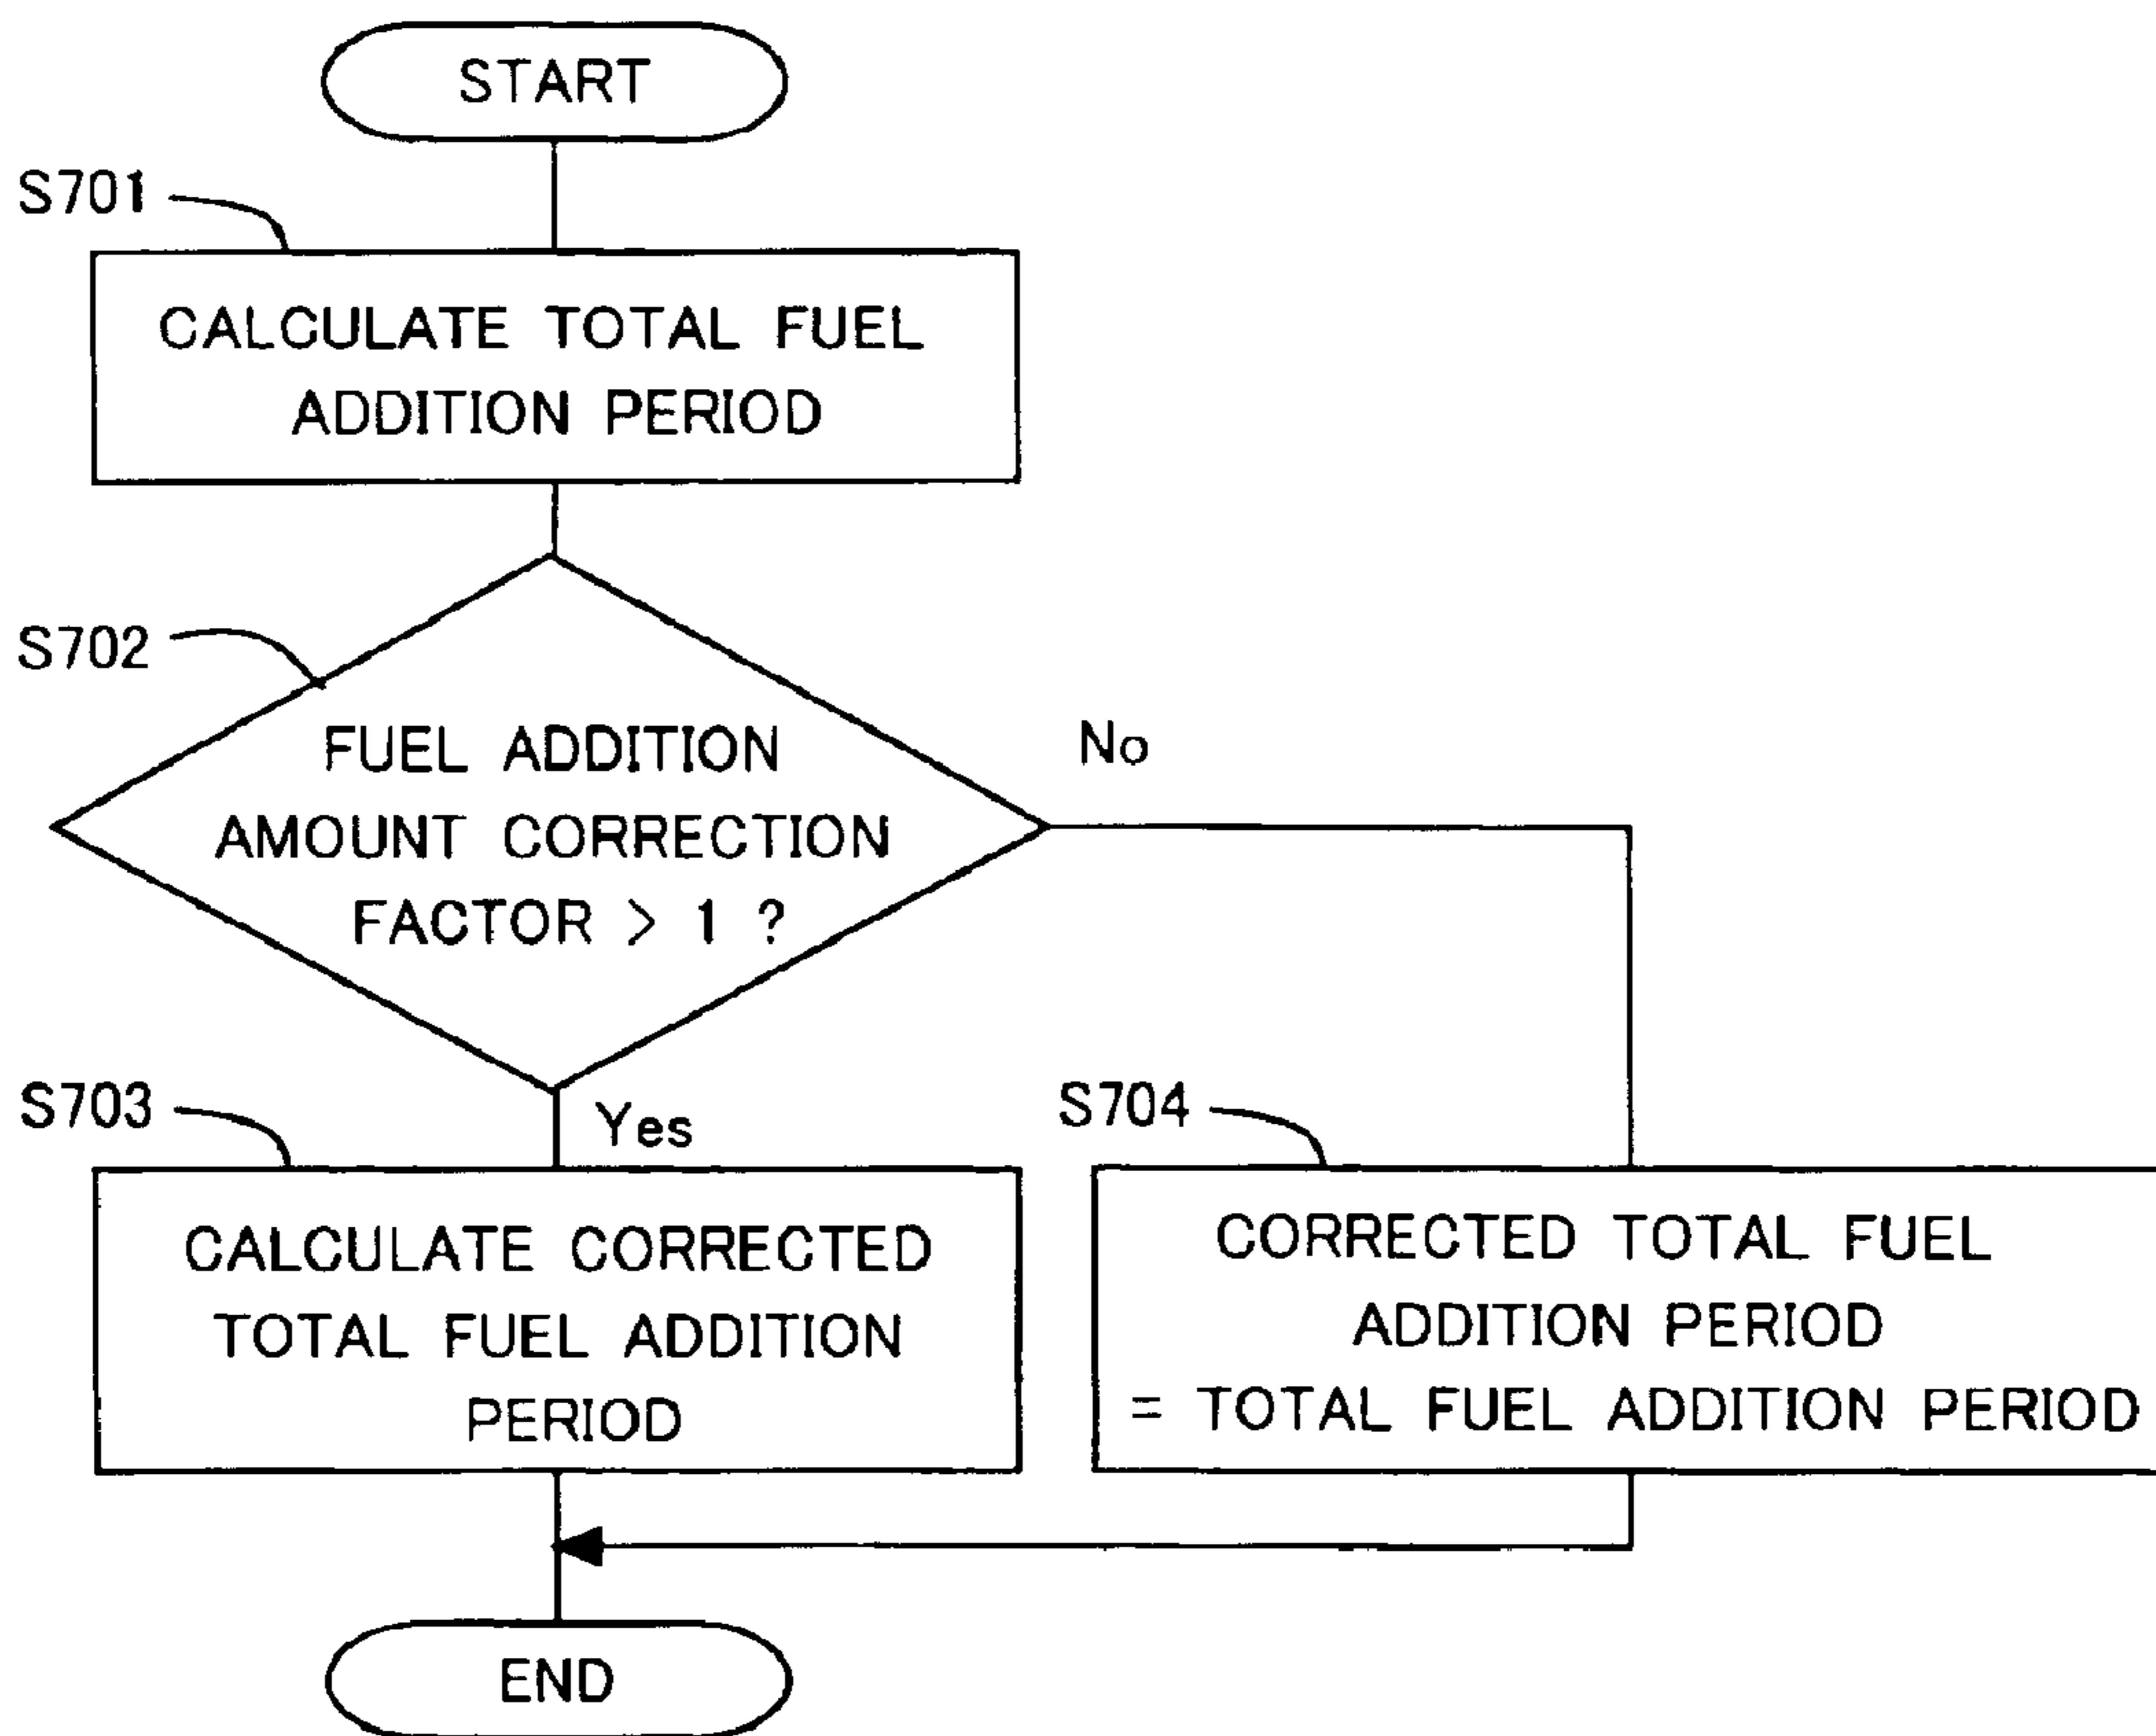 START
S701
CALCULATE TOTAL FUEL
ADDITION PERIOD
S702
FUEL ADDITION
AMOUNT CORRECTION
FACTOR > 1 ?
No
Yes
S703
CALCULATE CORRECTED
TOTAL FUEL ADDITION
PERIOD
S704
CORRECTED TOTAL FUEL
ADDITION PERIOD
= TOTAL FUEL ADDITION PERIOD
END